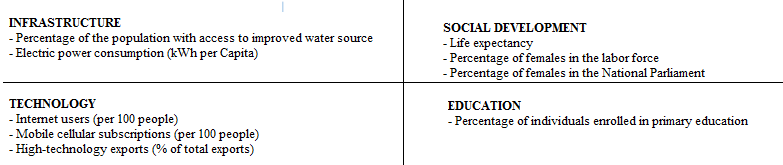 INFRASTRUCTURE
- Percentage of the population with access to improved water source
- Electric power consumption (kWh per Capita)
SOCIAL DEVELOPMENT
- Life expectancy
- Percentage of females in the labor force
- Percentage of females in the National Parliament
TECHNOLOGY
- Internet users (per 100 people)
- Mobile cellular subscriptions (per 100 people)
- High-technology exports (% of total exports)
EDUCATION
- Percentage of individuals enrolled in primary education